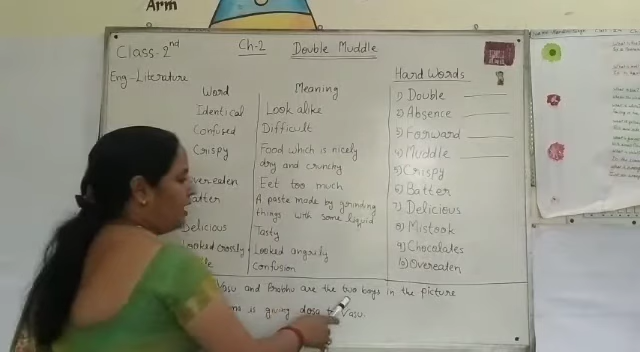 Arm
Class-2nd
Ch-2 Double Muddle
Eng-Literature
Word Meaning
Identical Look alike
Confused Difficult
Crispy Food which is nicely
dry and crunchy
Overeaten Eet too much
Batter A paste made by grinding
things with some liquid
Delicious Tasty
Looked crossly Looked angrily
Confusion
Hard Words
1) Double
2) Absence
3) Forward
4) Muddle
5) Crispy
6) Batter
7) Delicious
8) Mistook
9) Chocalates
10) Overeaten
Vasu and Prabhu are the two boys in the picture
is giving dosa to Vasu.